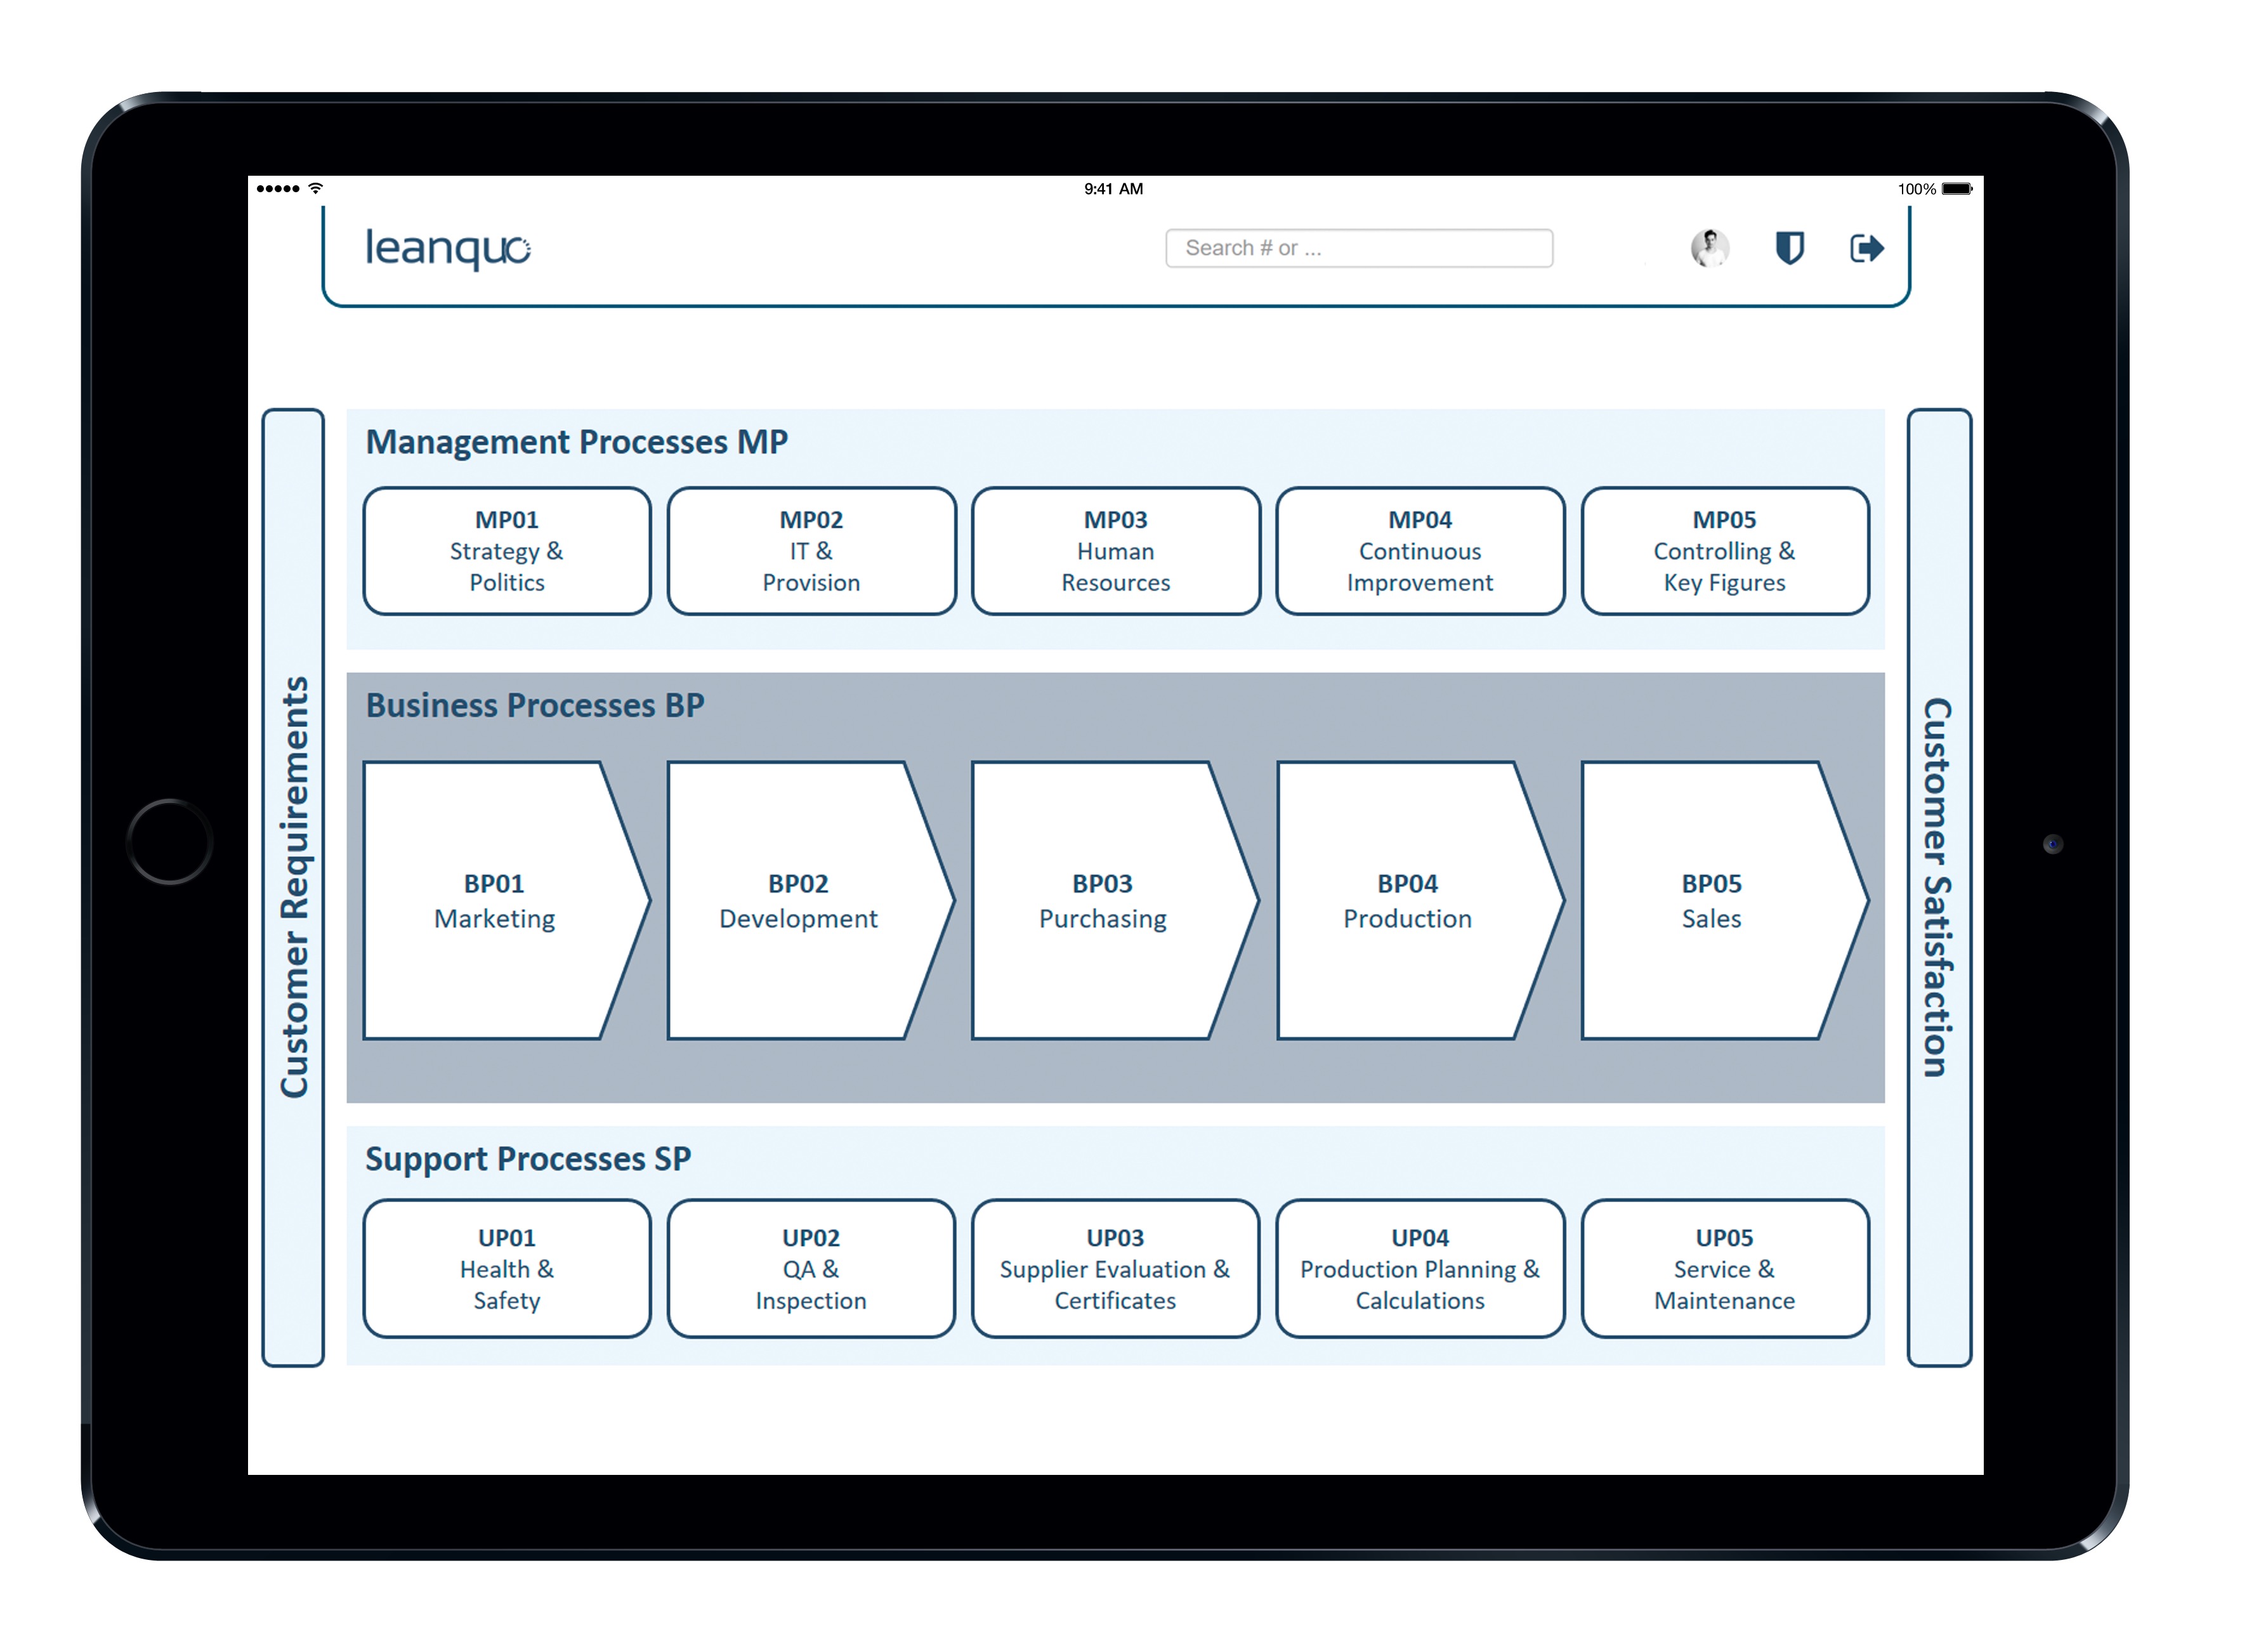 9:41 AM
100%
leanquo
Search # or ...
Customer Requirements
Management Processes MP
MP01
Strategy &
Politics
MP02
IT &
Provision
MP03
Human
Resources
MP04
Continuous
Improvement
MP05
Controlling &
Key Figures
Business Processes BP
BP01
Marketing
BP02
Development
BP03
Purchasing
BP04
Production
BP05
Sales
Support Processes SP
UP01
Health &
Safety
UP02
QA &
Inspection
UP03
Supplier Evaluation &
Certificates
UP04
Production Planning &
Calculations
UP05
Service &
Maintenance
Customer Satisfaction